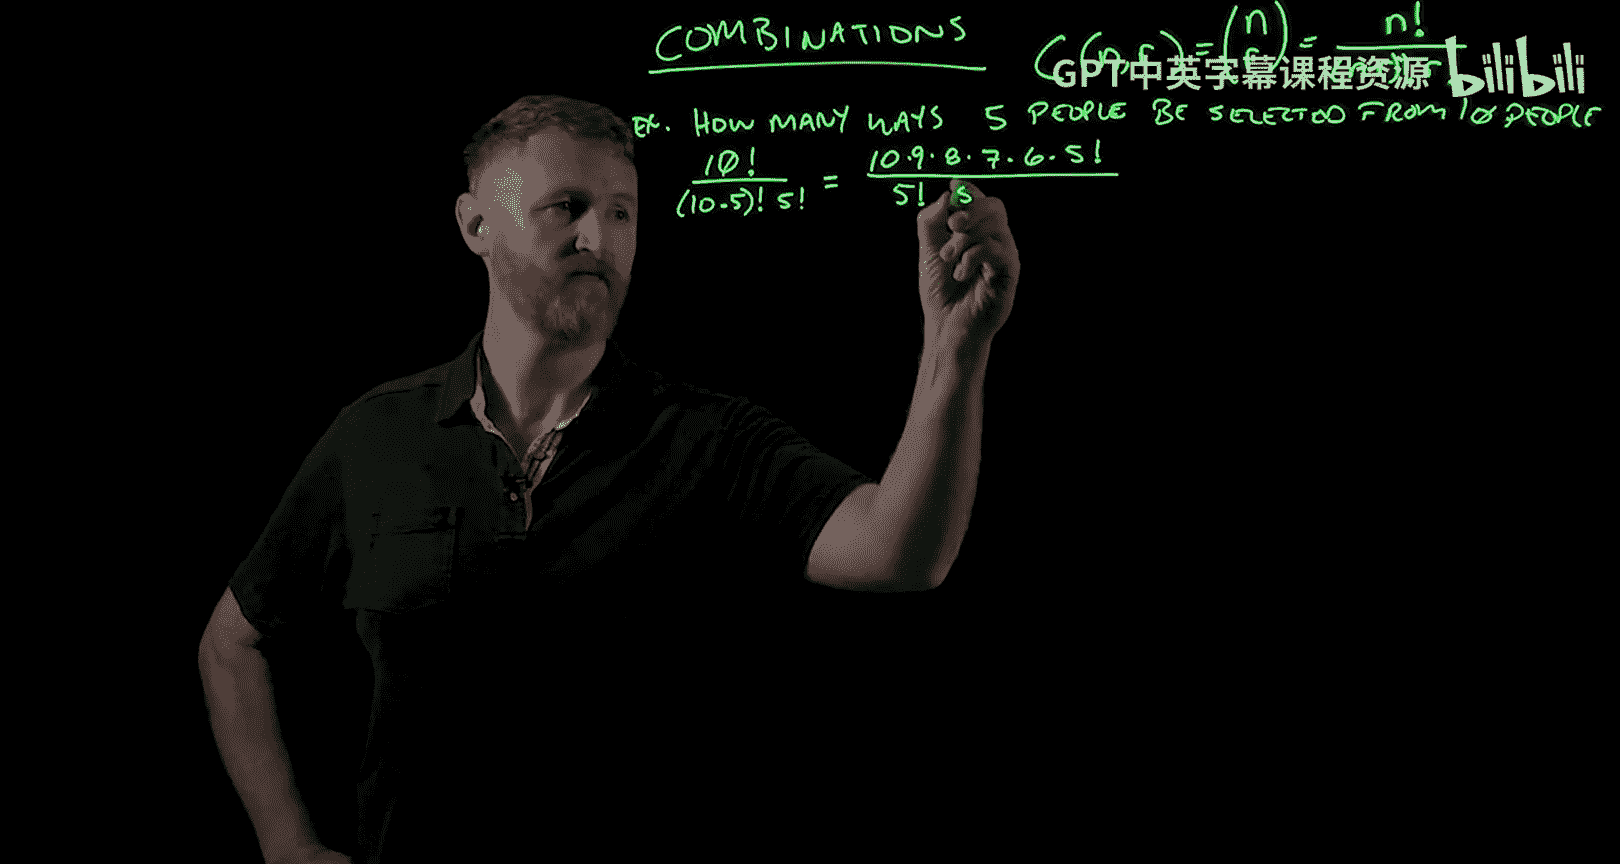 COMBINATIONS
C(n,r) = (n r) = n!
GPT中英字幕课程资源 bilibili
EX. HOW MANY WAYS 5 PEOPLE BE SELECTED FROM 10 PEOPLE
10! / (10-5)! 5! = 10·9·8·7·6·5! / 5! 5